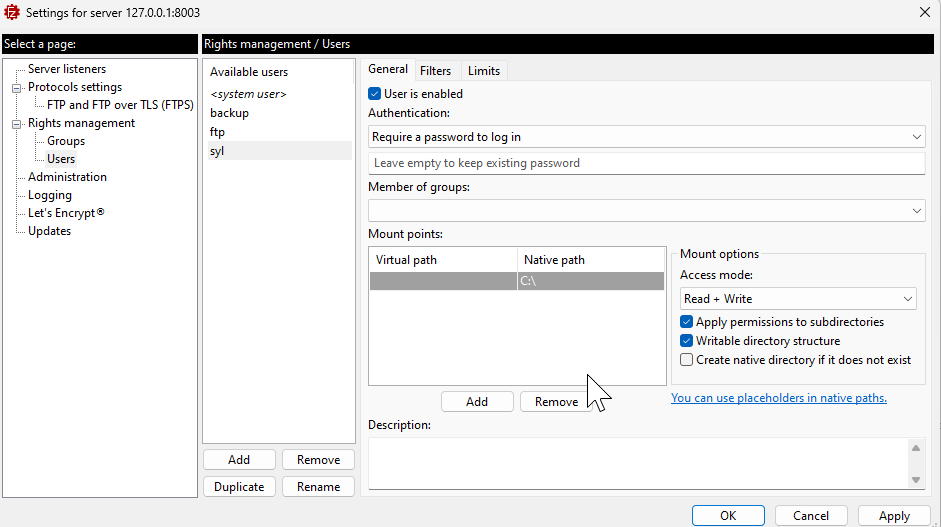 Settings for server 127.0.0.1:8003
Select a page:
Server listeners
Protocols settings
FTP and FTP over TLS (FTPS)
Rights management
Groups
Users
Administration
Logging
Let's Encrypt®
Updates
Rights management / Users
Available users
<system user>
backup
ftp
syl
Add
Remove
Duplicate
Rename
General
Filters
Limits
User is enabled
Authentication:
Require a password to log in
Leave empty to keep existing password
Member of groups:
Mount points:
Virtual path
Native path
C:\
Add
Remove
Mount options
Access mode:
Read + Write
Apply permissions to subdirectories
Writable directory structure
Create native directory if it does not exist
You can use placeholders in native paths.
Description:
OK
Cancel
Apply